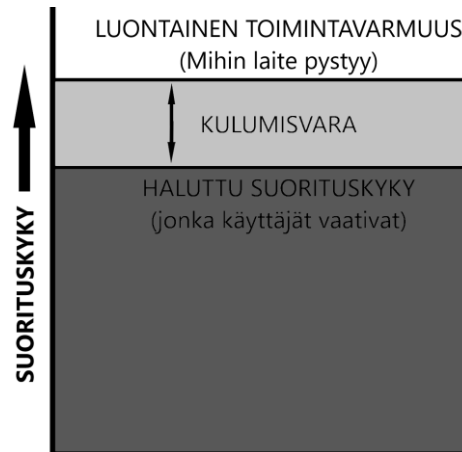 LUONTAINEN TOIMINTAVARMUUS
(Mihin laite pystyy)
KULUMISVARA
HALUTTU SUORITUSKYKY
(jonka käyttäjät vaativat)
SUORITUSKYKY